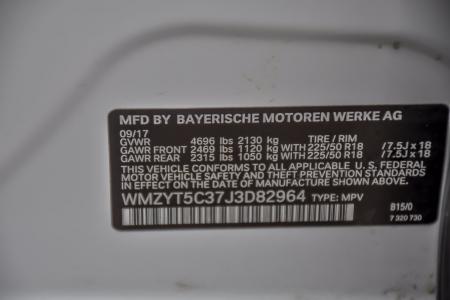 MFD BY BAYERISCHE MOTOREN WERKE AG
09/17
GVWR 4696 lbs 2130 kg TIRE / RIM
GAWR FRONT 2469 lbs 1120 kg 225/50 R18 /7.5J x 18
GAWR REAR 2315 lbs 1050 kg 225/50 R18 /7.5J x 18
THIS VEHICLE CONFORMS TO ALL APPLICABLE U.S. FEDERAL
MOTOR VEHICLE SAFETY AND THEFT PREVENTION STANDARDS
IN EFFECT ON THE DATE OF MANUFACTURE SHOWN ABOVE.
WMZYT5C37J3D82964 TYPE: MPV
B15/0
7 320 730